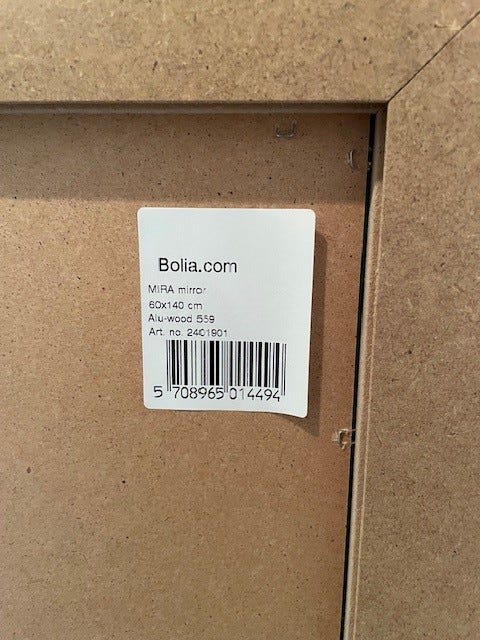 Bolia.com
MIRA mirror
60x140 cm
Alu-wood 559
Art. no. 2401901
5 708965 014494